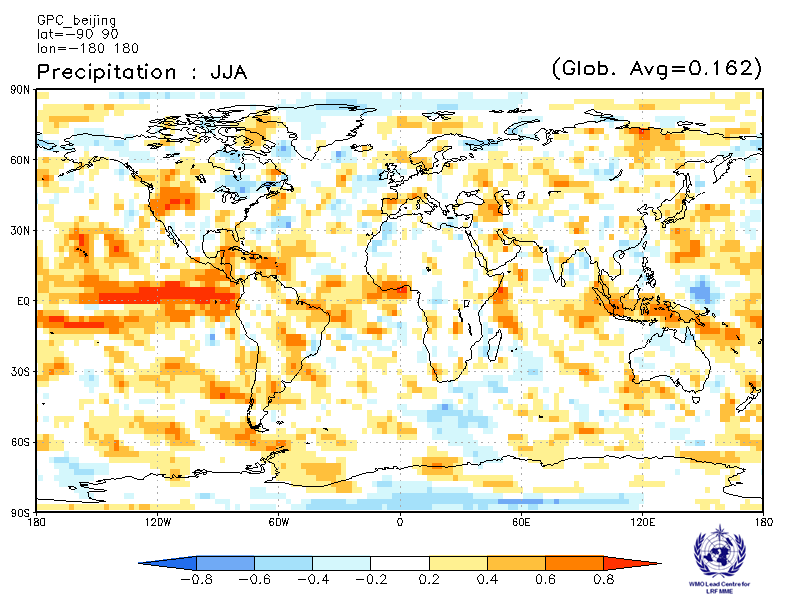 GPC_beijing
lat=-90 90
lon=-180 180
Precipitation : JJA
(Glob. Avg=0.162)
90N
60N
30N
EQ
30S
60S
90S
180 120W 60W 0 60E 120E 180
-0.8 -0.6 -0.4 -0.2 0.2 0.4 0.6 0.8
WMO Lead Centre for
LRF MME